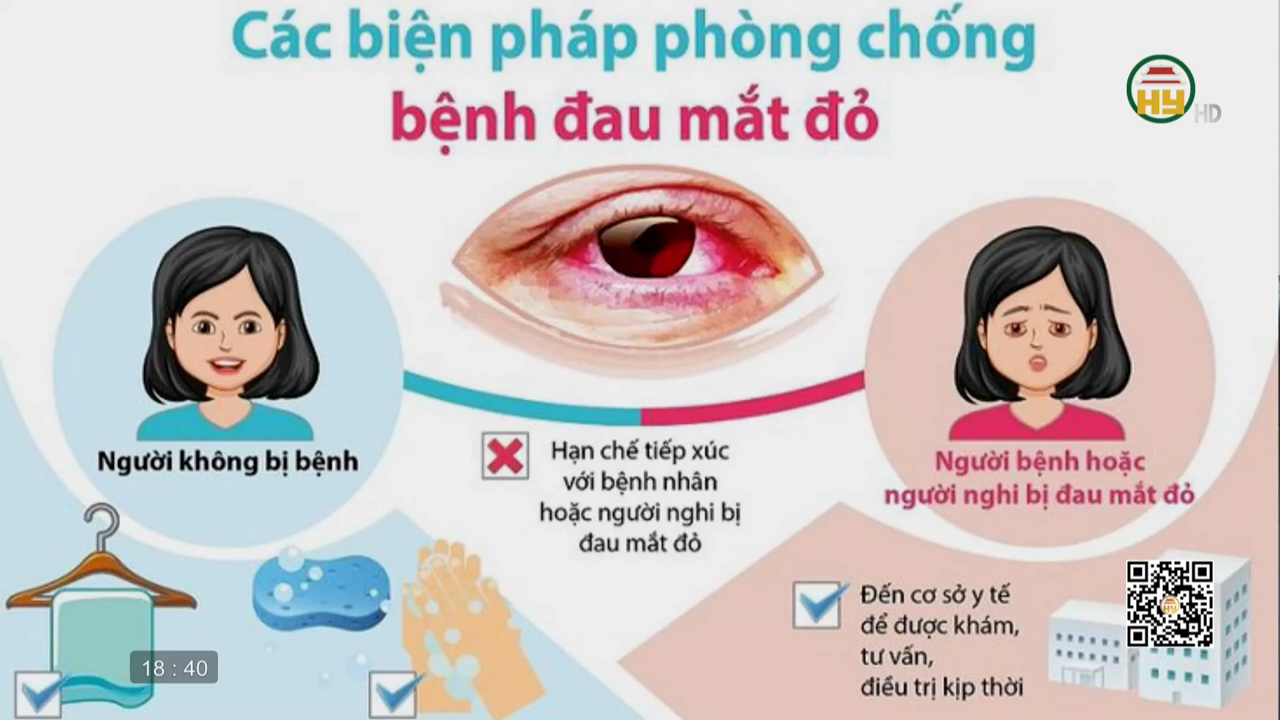 Các biện pháp phòng chống
bệnh đau mắt đỏ
HY HD
Người không bị bệnh
Hạn chế tiếp xúc
với bệnh nhân
hoặc người nghi bị
đau mắt đỏ
Người bệnh hoặc
người nghi bị đau mắt đỏ
Đến cơ sở y tế
để được khám,
tư vấn,
điều trị kịp thời
18 : 40